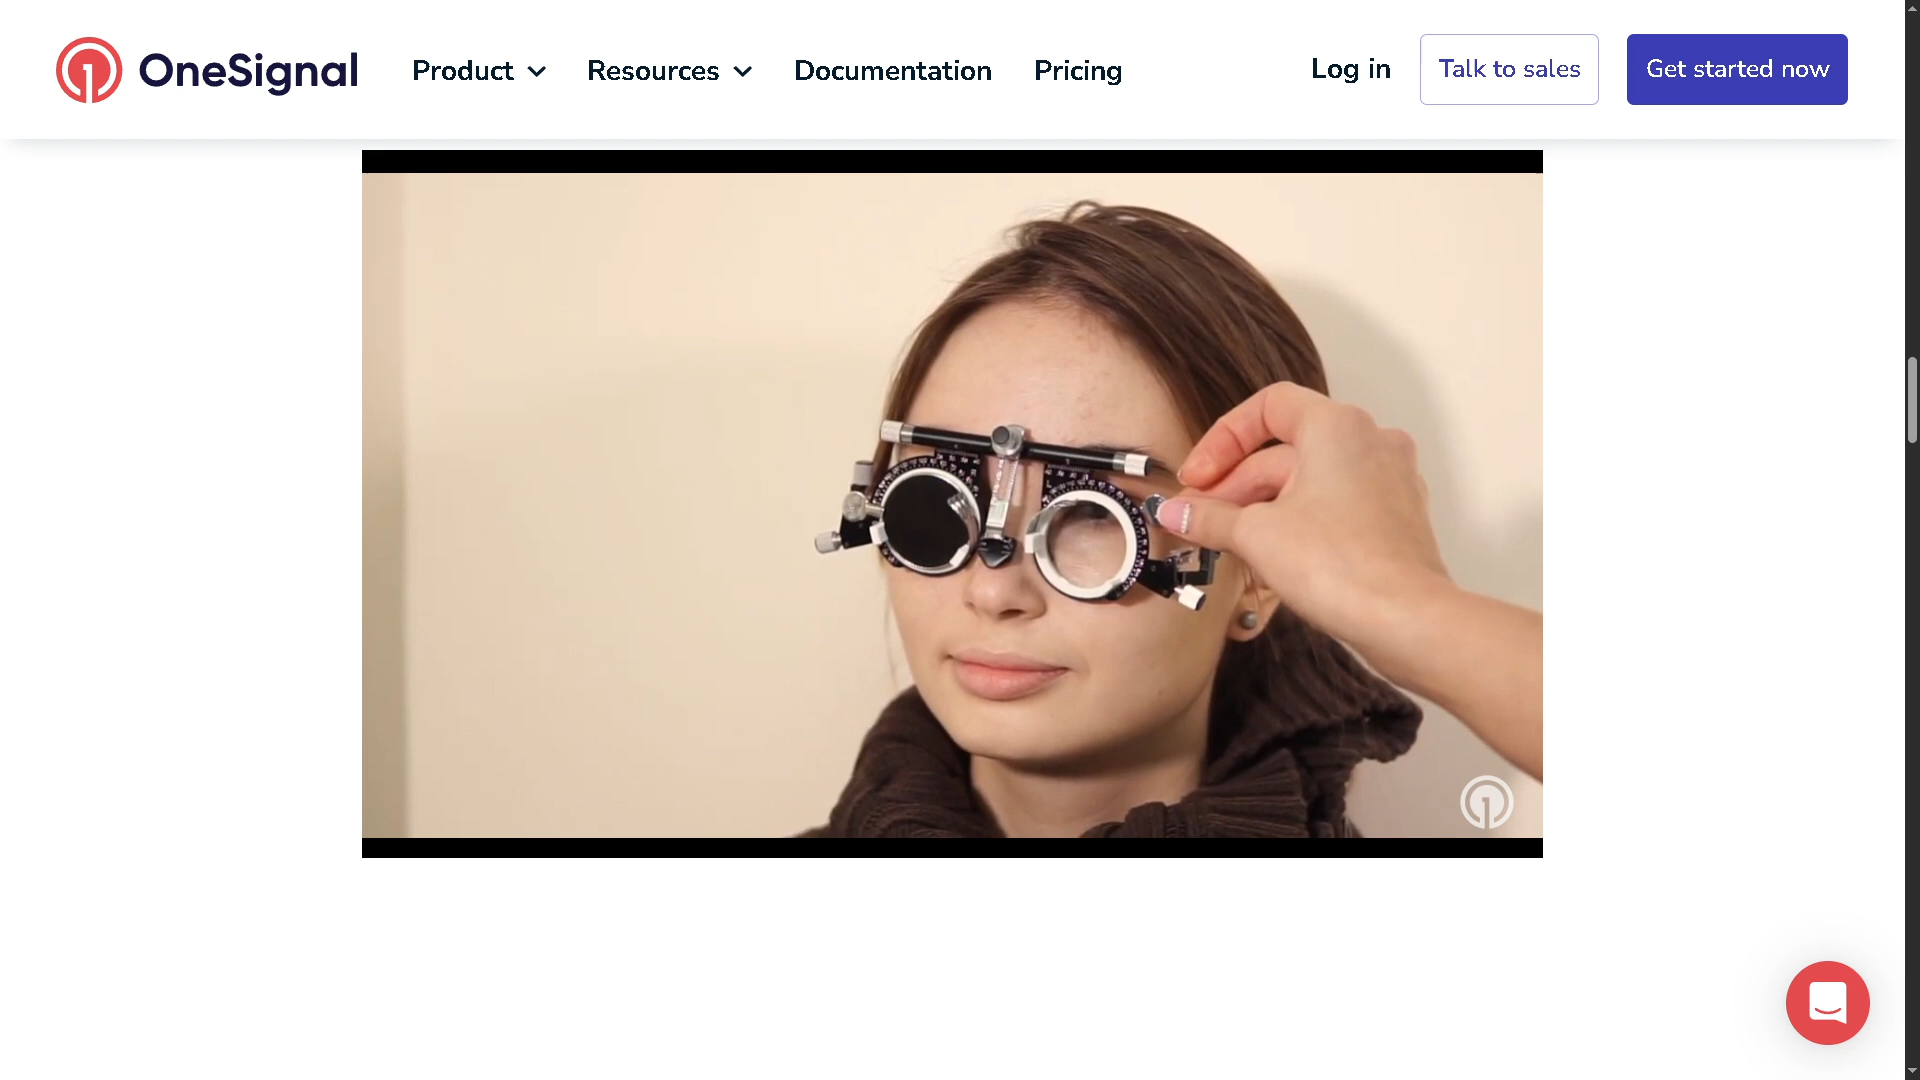 OneSignal
Product
Resources
Documentation
Pricing
Log in
Talk to sales
Get started now